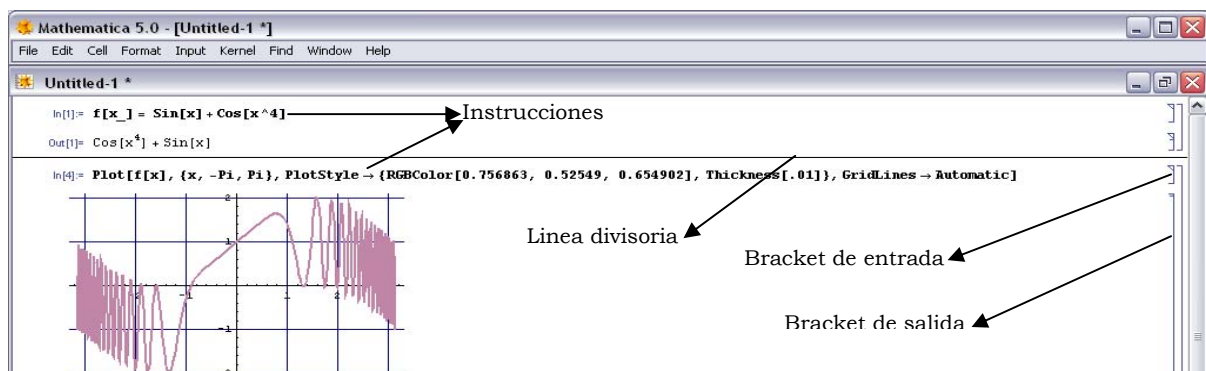 Mathematica 5.0 - [Untitled-1 *]
File Edit Cell Format Input Kernel Find Window Help
Untitled-1 *
In[1]:= f[x_] = Sin[x] + Cos[x^4]
Instrucciones
Out[1]= Cos[x⁴] + Sin[x]
In[4]:= Plot[f[x], {x, -Pi, Pi}, PlotStyle → {RGBColor[0.756863, 0.52549, 0.654902], Thickness[.01]}, GridLines → Automatic]
2
Linea divisoria
1
Bracket de entrada
-1 1 2
Bracket de salida
-1